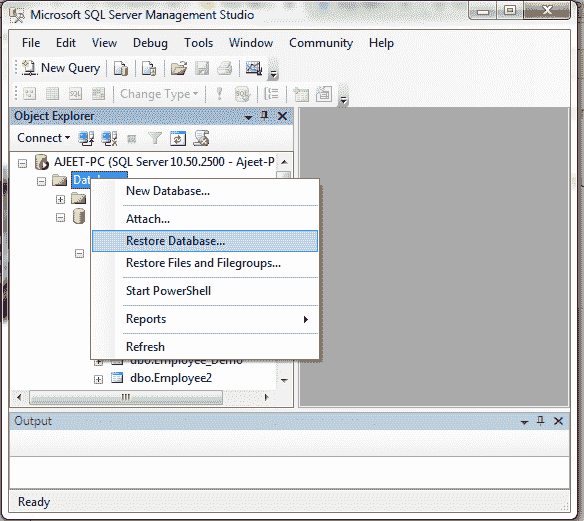 Microsoft SQL Server Management Studio
File Edit View Debug Tools Window Community Help
New Query
Change Type
Object Explorer
Connect
AJEET-PC (SQL Server 10.50.2500 - Ajeet-P
New Database...
Attach...
Restore Database...
Restore Files and Filegroups...
Start PowerShell
Reports
Refresh
dbo.Employee_Demo
dbo.Employee2
Output
Ready